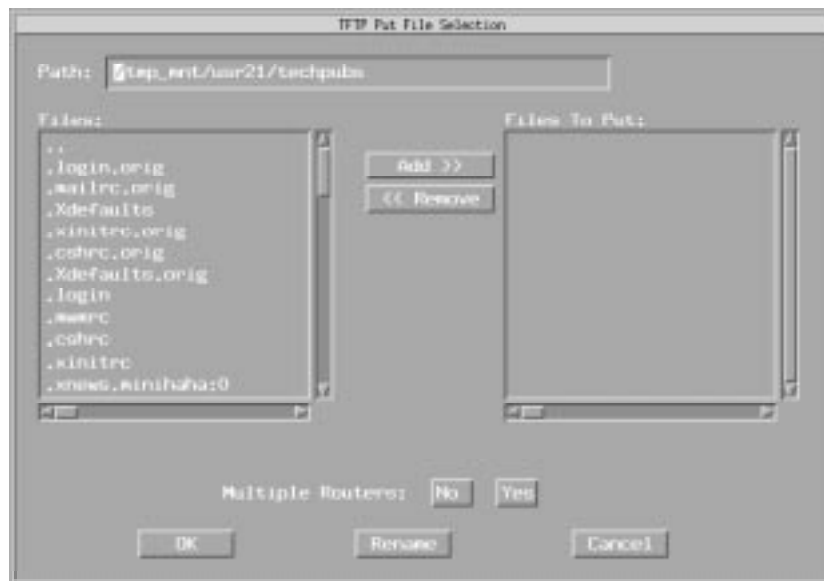 TFTP Put File Selection
Path: /tmp_mnt/usr21/techpubs
Files:
..
.login.orig
.mailrc.orig
.Xdefaults
.xinitrc.orig
.cshrc.orig
.Xdefaults.orig
.login
.mwmrc
.cshrc
.xinitrc
.xnews.minihaha:0
Add >>
<< Remove
Files To Put:
Multiple Routers: No Yes
OK Rename Cancel